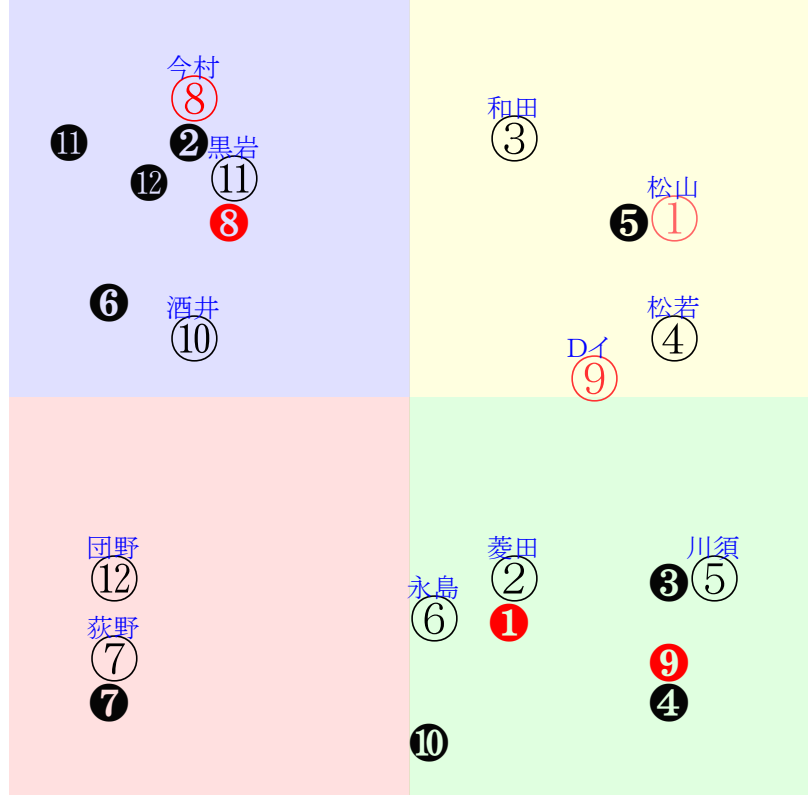 今村
⑧
和田
③
⓫
❷
黒岩
⑪
⓬
松山
①
❺
❽
❻
酒井
⑩
松若
④
Dイ
⑨
団野
⑫
菱田
②
川須
⑤
❸
永島
⑥
❶
荻野
⑦
❾
❼
❹
❿